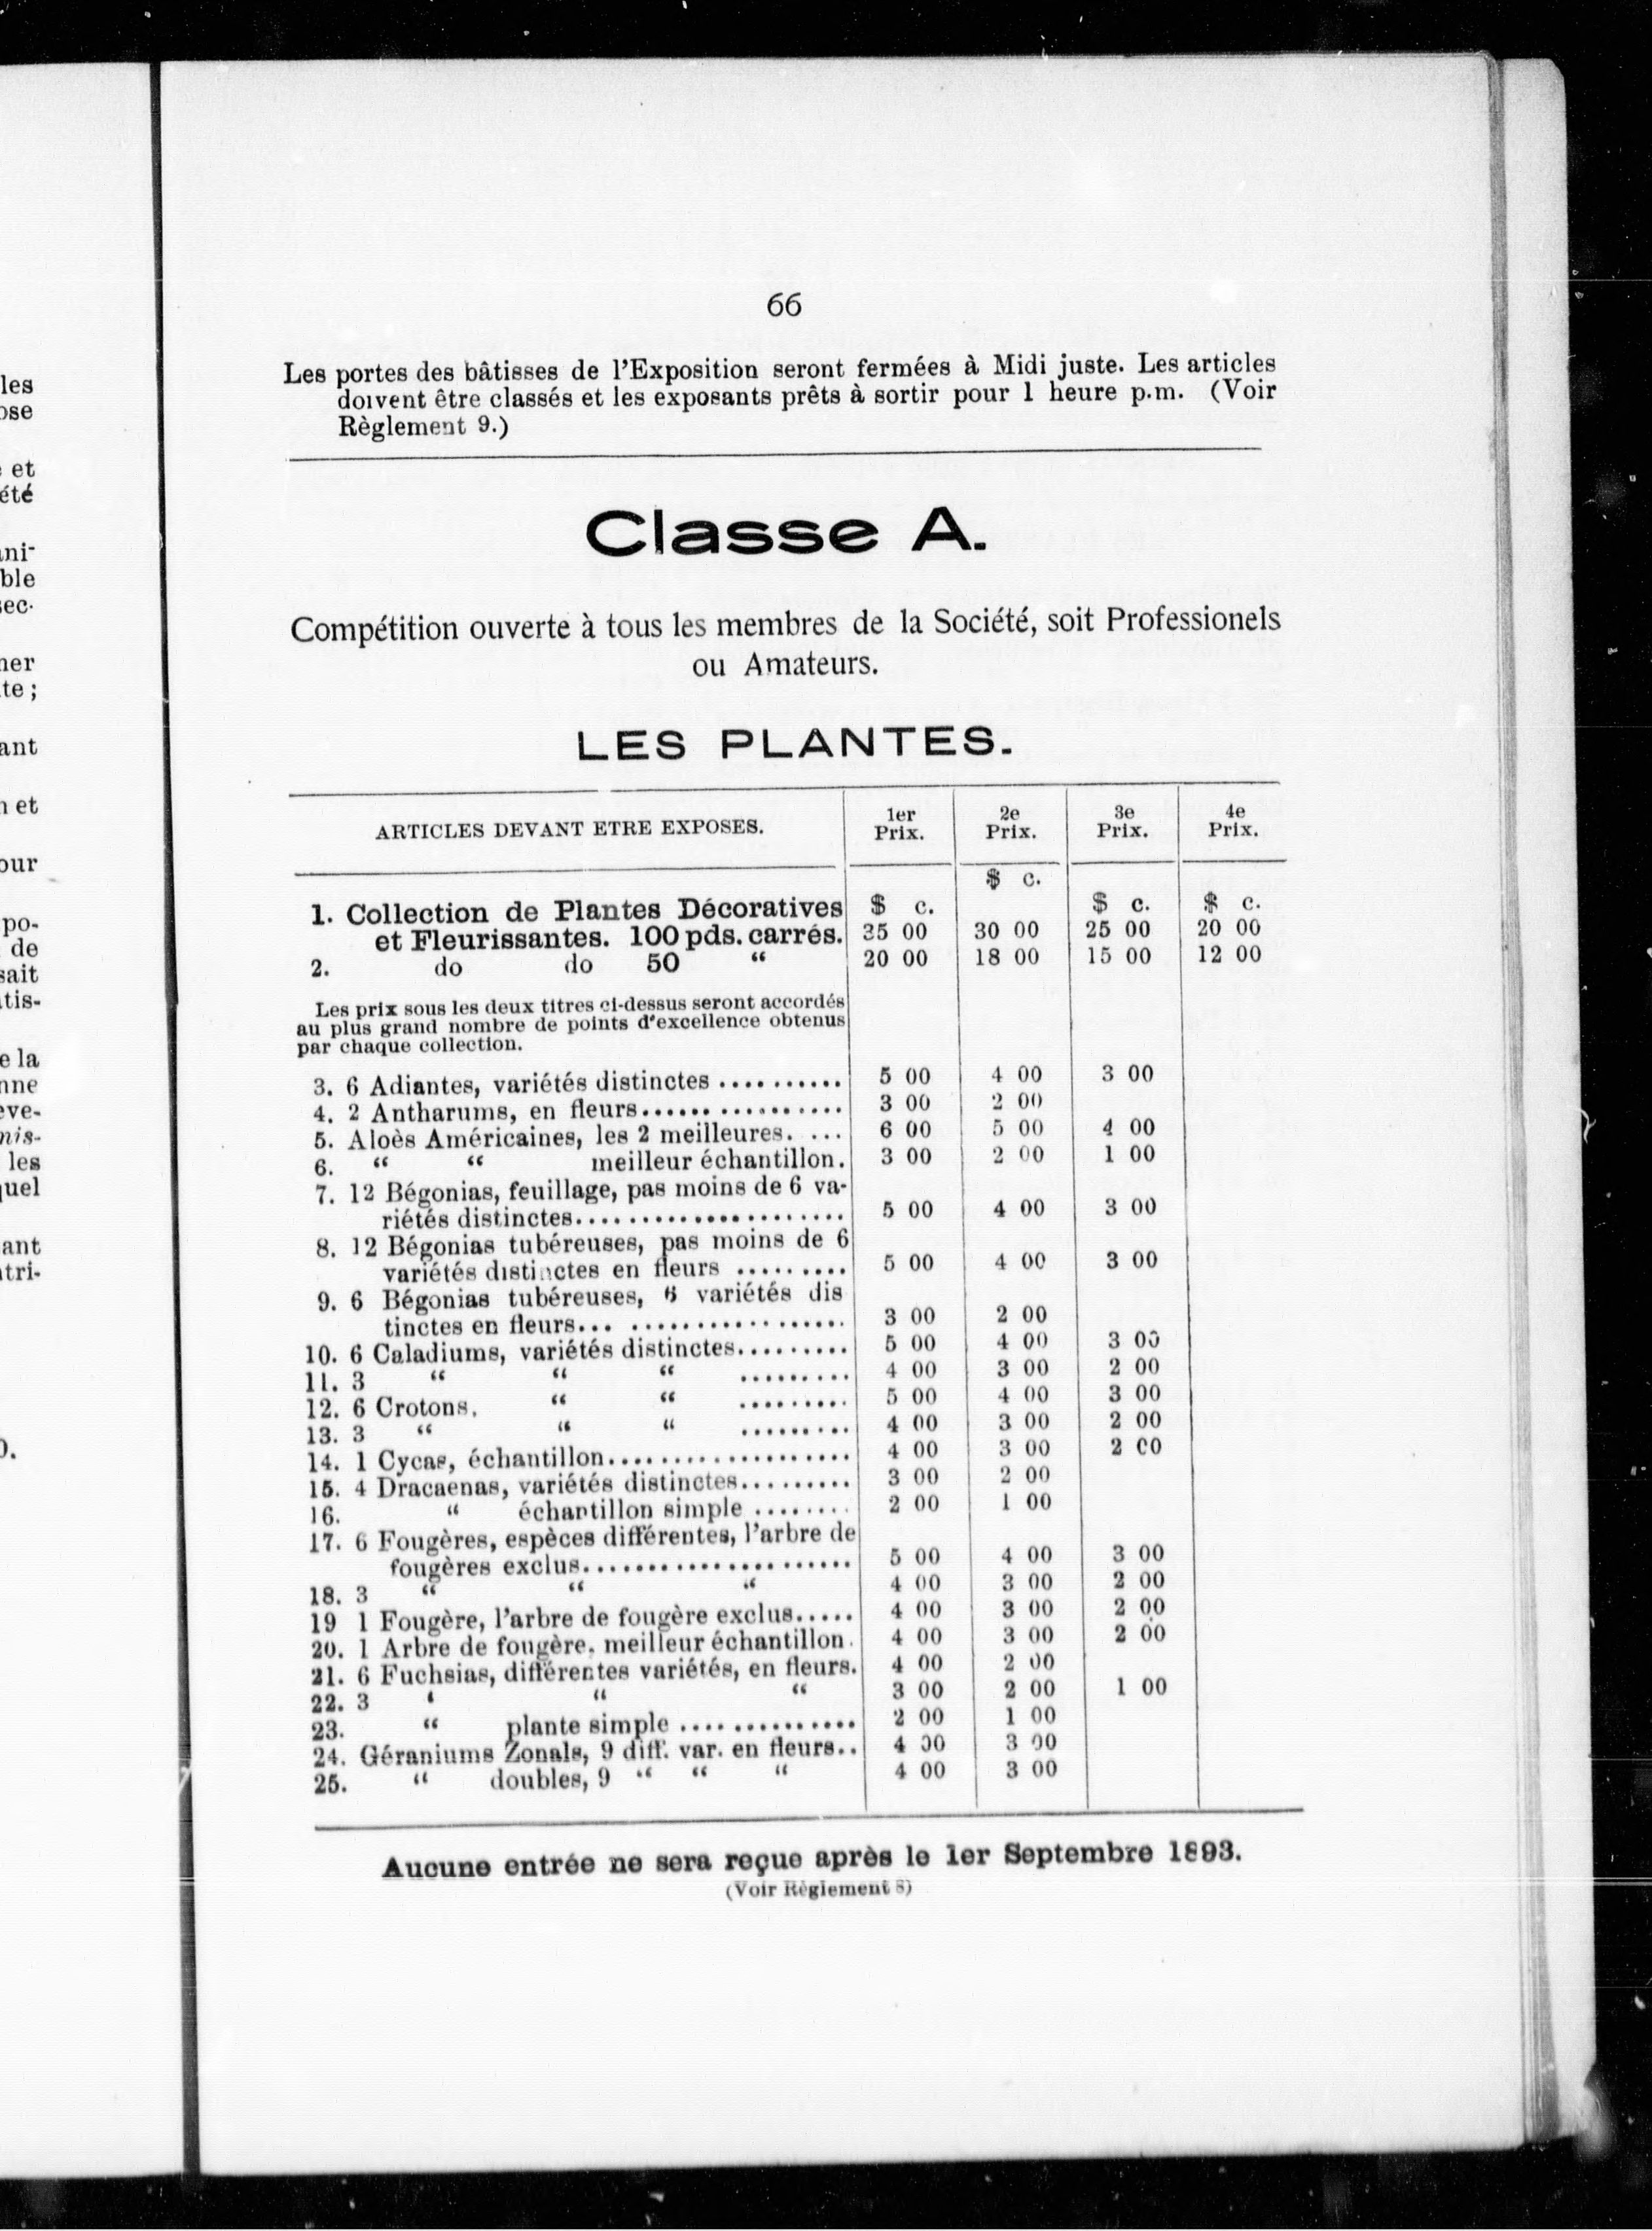 66
Les portes des bâtisses de l'Exposition seront fermées à Midi juste. Les articles
doivent être classés et les exposants prêts à sortir pour 1 heure p.m. (Voir
Règlement 9.)
Classe A.
Compétition ouverte à tous les membres de la Société, soit Professionels
ou Amateurs.
LES PLANTES.
ARTICLES DEVANT ETRE EXPOSES. 1er Prix. 2e Prix. 3e Prix. 4e Prix.
$ c. $ c. $ c. $ c.
1. Collection de Plantes Décoratives
et Fleurissantes. 100 pds. carrés. 35 00 30 00 25 00 20 00
2. do do 50 “ 20 00 18 00 15 00 12 00
Les prix sous les deux titres ci-dessus seront accordés
au plus grand nombre de points d'excellence obtenus
par chaque collection.
3. 6 Adiantes, variétés distinctes .......... 5 00 4 00 3 00
4. 2 Antharums, en fleurs...... ............ 3 00 2 00
5. Aloès Américaines, les 2 meilleures. ... 6 00 5 00 4 00
6. “ “ meilleur échantillon. 3 00 2 00 1 00
7. 12 Bégonias, feuillage, pas moins de 6 va-
riétés distinctes...................... 5 00 4 00 3 00
8. 12 Bégonias tubéreuses, pas moins de 6
variétés distinctes en fleurs ......... 5 00 4 00 3 00
9. 6 Bégonias tubéreuses, 6 variétés dis
tinctes en fleurs... .................. 3 00 2 00
10. 6 Caladiums, variétés distinctes......... 5 00 4 00 3 00
11. 3 “ “ “ ......... 4 00 3 00 2 00
12. 6 Crotons, “ “ ......... 5 00 4 00 3 00
13. 3 “ “ “ ......... 4 00 3 00 2 00
14. 1 Cycas, échantillon.................... 4 00 3 00 2 00
15. 4 Dracaenas, variétés distinctes......... 3 00 2 00
16. “ échantillon simple ........ 2 00 1 00
17. 6 Fougères, espèces différentes, l'arbre de
fougères exclus...................... 5 00 4 00 3 00
18. 3 “ “ “ 4 00 3 00 2 00
19 1 Fougère, l'arbre de fougère exclus..... 4 00 3 00 2 00
20. 1 Arbre de fougère, meilleur échantillon. 4 00 3 00 2 00
21. 6 Fuchsias, différentes variétés, en fleurs. 4 00 2 00
22. 3 ‘ “ “ 3 00 2 00 1 00
23. “ plante simple .............. 2 00 1 00
24. Géraniums Zonals, 9 diff. var. en fleurs.. 4 00 3 00
25. “ doubles, 9 “ “ “ 4 00 3 00
Aucune entrée ne sera reçue après le 1er Septembre 1893.
(Voir Règlement 8)